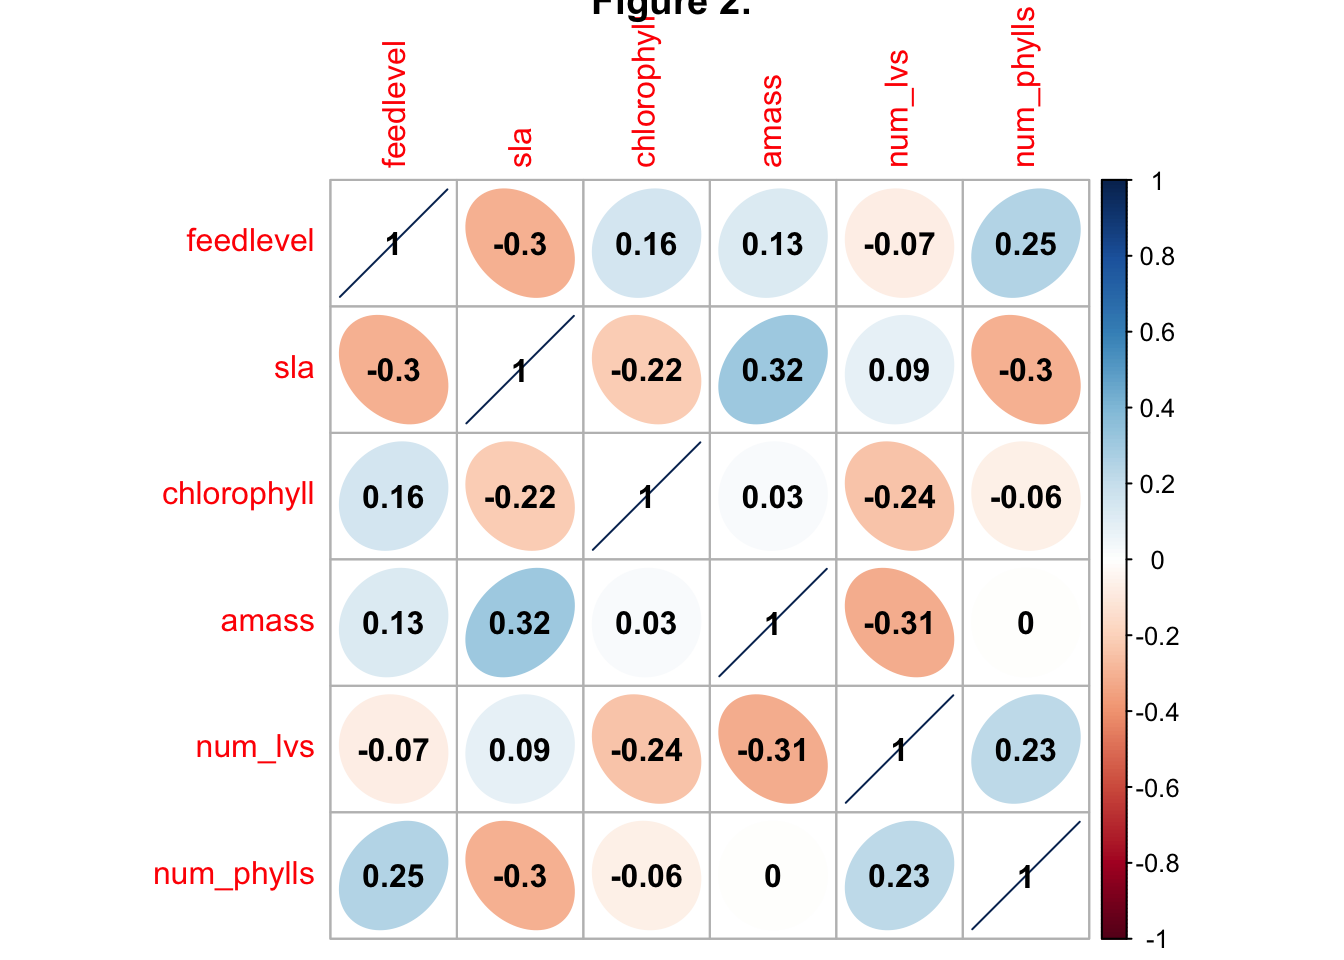 Figure 2.
feedlevel sla chlorophyll amass num_lvs num_phylls
feedlevel 1 -0.3 0.16 0.13 -0.07 0.25
sla -0.3 1 -0.22 0.32 0.09 -0.3
chlorophyll 0.16 -0.22 1 0.03 -0.24 -0.06
amass 0.13 0.32 0.03 1 -0.31 0
num_lvs -0.07 0.09 -0.24 -0.31 1 0.23
num_phylls 0.25 -0.3 -0.06 0 0.23 1
1
0.8
0.6
0.4
0.2
0
-0.2
-0.4
-0.6
-0.8
-1